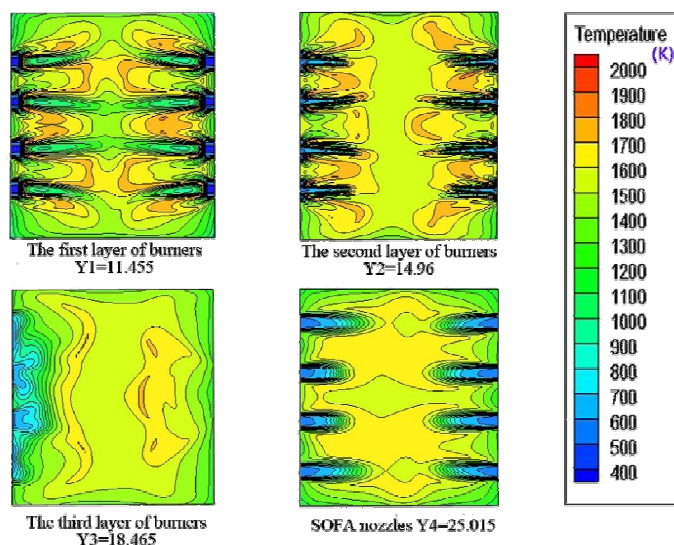 The first layer of burners
Y1=11.455
The second layer of burners
Y2=14.96
The third layer of burners
Y3=18.465
SOFA nozzles Y4=25.015
Temperature
(K)
2000
1900
1800
1700
1600
1500
1400
1300
1200
1100
1000
900
800
700
600
500
400